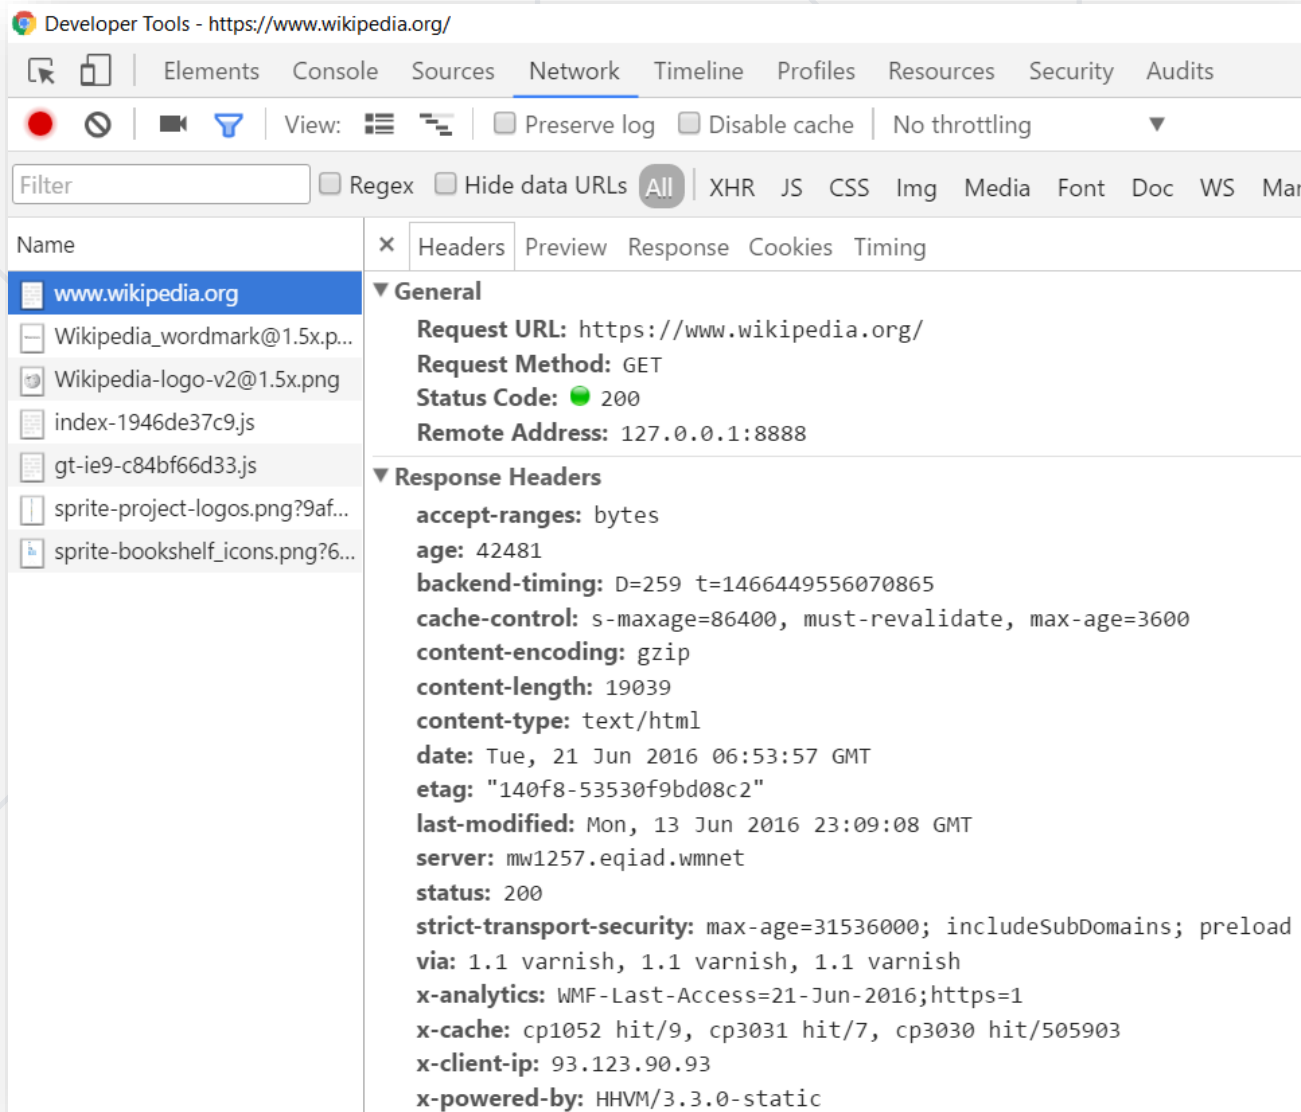 Developer Tools - https://www.wikipedia.org/
Elements Console Sources Network Timeline Profiles Resources Security Audits
View: Preserve log Disable cache No throttling
Filter Regex Hide data URLs All XHR JS CSS Img Media Font Doc WS Mar
Name
www.wikipedia.org
Wikipedia_wordmark@1.5x.p...
Wikipedia-logo-v2@1.5x.png
index-1946de37c9.js
gt-ie9-c84bf66d33.js
sprite-project-logos.png?9af...
sprite-bookshelf_icons.png?6...
× Headers Preview Response Cookies Timing
General
Request URL: https://www.wikipedia.org/
Request Method: GET
Status Code: 200
Remote Address: 127.0.0.1:8888
Response Headers
accept-ranges: bytes
age: 42481
backend-timing: D=259 t=1466449556070865
cache-control: s-maxage=86400, must-revalidate, max-age=3600
content-encoding: gzip
content-length: 19039
content-type: text/html
date: Tue, 21 Jun 2016 06:53:57 GMT
etag: "140f8-53530f9bd08c2"
last-modified: Mon, 13 Jun 2016 23:09:08 GMT
server: mw1257.eqiad.wmnet
status: 200
strict-transport-security: max-age=31536000; includeSubDomains; preload
via: 1.1 varnish, 1.1 varnish, 1.1 varnish
x-analytics: WMF-Last-Access=21-Jun-2016;https=1
x-cache: cp1052 hit/9, cp3031 hit/7, cp3030 hit/505903
x-client-ip: 93.123.90.93
x-powered-by: HHVM/3.3.0-static